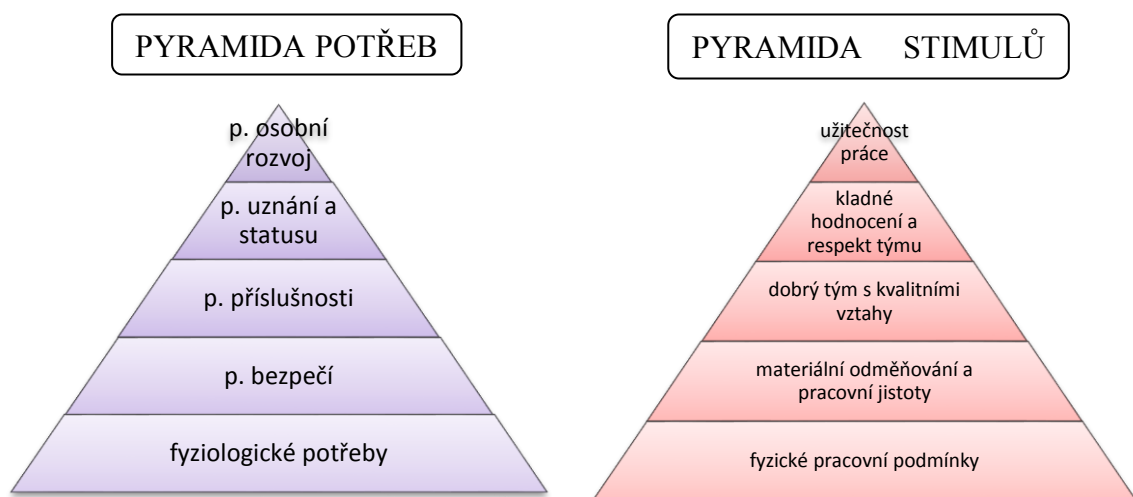 PYRAMIDA POTŘEB
p. osobní
rozvoj
p. uznání a
statusu
p. příslušnosti
p. bezpečí
fyziologické potřeby
PYRAMIDA STIMULŮ
užitečnost
práce
kladné
hodnocení a
respekt týmu
dobrý tým s kvalitními
vztahy
materiální odměňování a
pracovní jistoty
fyzické pracovní podmínky